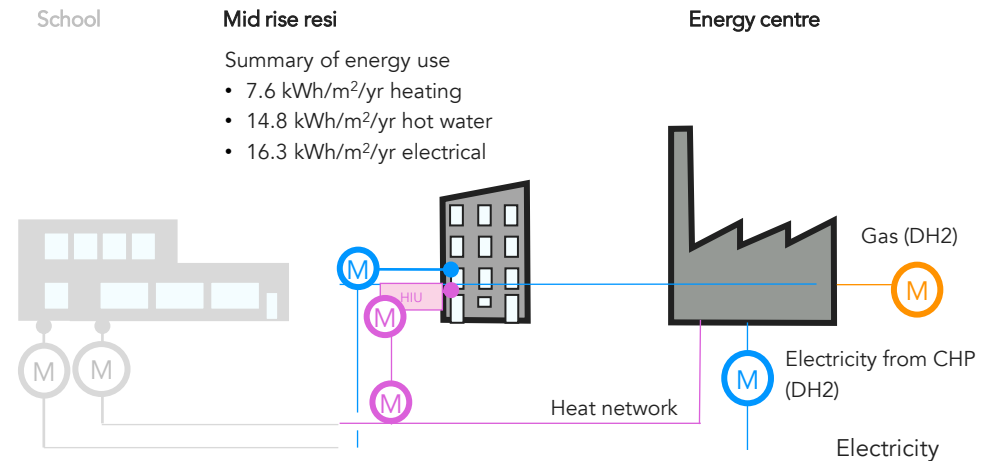 School
Mid rise resi
Energy centre
Summary of energy use
• 7.6 kWh/m²/yr heating
• 14.8 kWh/m²/yr hot water
• 16.3 kWh/m²/yr electrical
Gas (DH2)
M
M
HIU
M
M
M
M
Electricity from CHP
(DH2)
M
Heat network
Electricity